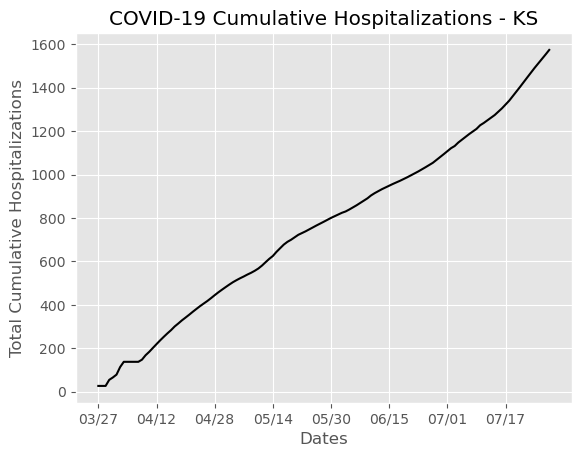 COVID-19 Cumulative Hospitalizations - KS
1600
1400
1200
1000
800
600
400
200
0
Total Cumulative Hospitalizations
03/27 04/12 04/28 05/14 05/30 06/15 07/01 07/17
Dates